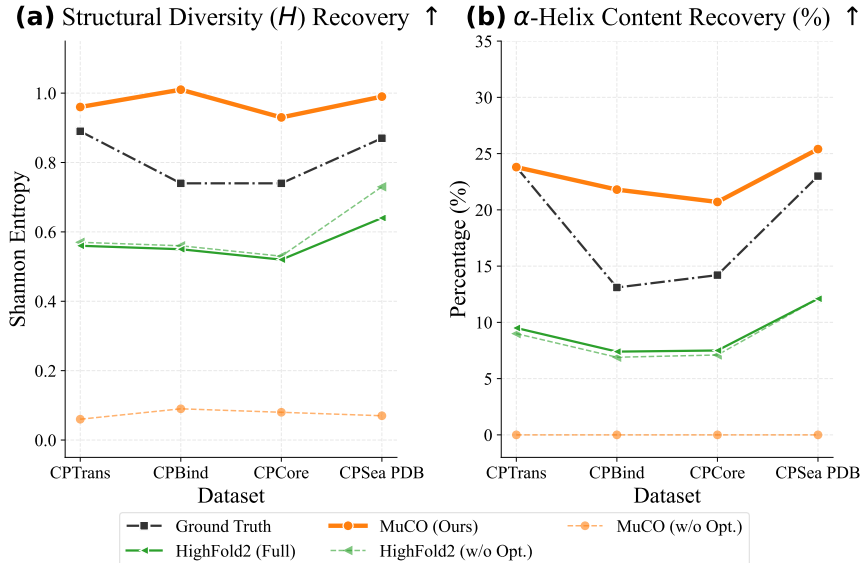 (a) Structural Diversity (H) Recovery ↑
Shannon Entropy
1.0
0.8
0.6
0.4
0.2
0.0
CPTrans CPBind CPCore CPSea PDB
Dataset
(b) α-Helix Content Recovery (%) ↑
Percentage (%)
35
30
25
20
15
10
5
0
CPTrans CPBind CPCore CPSea PDB
Dataset
Ground Truth MuCO (Ours) MuCO (w/o Opt.)
HighFold2 (Full) HighFold2 (w/o Opt.)